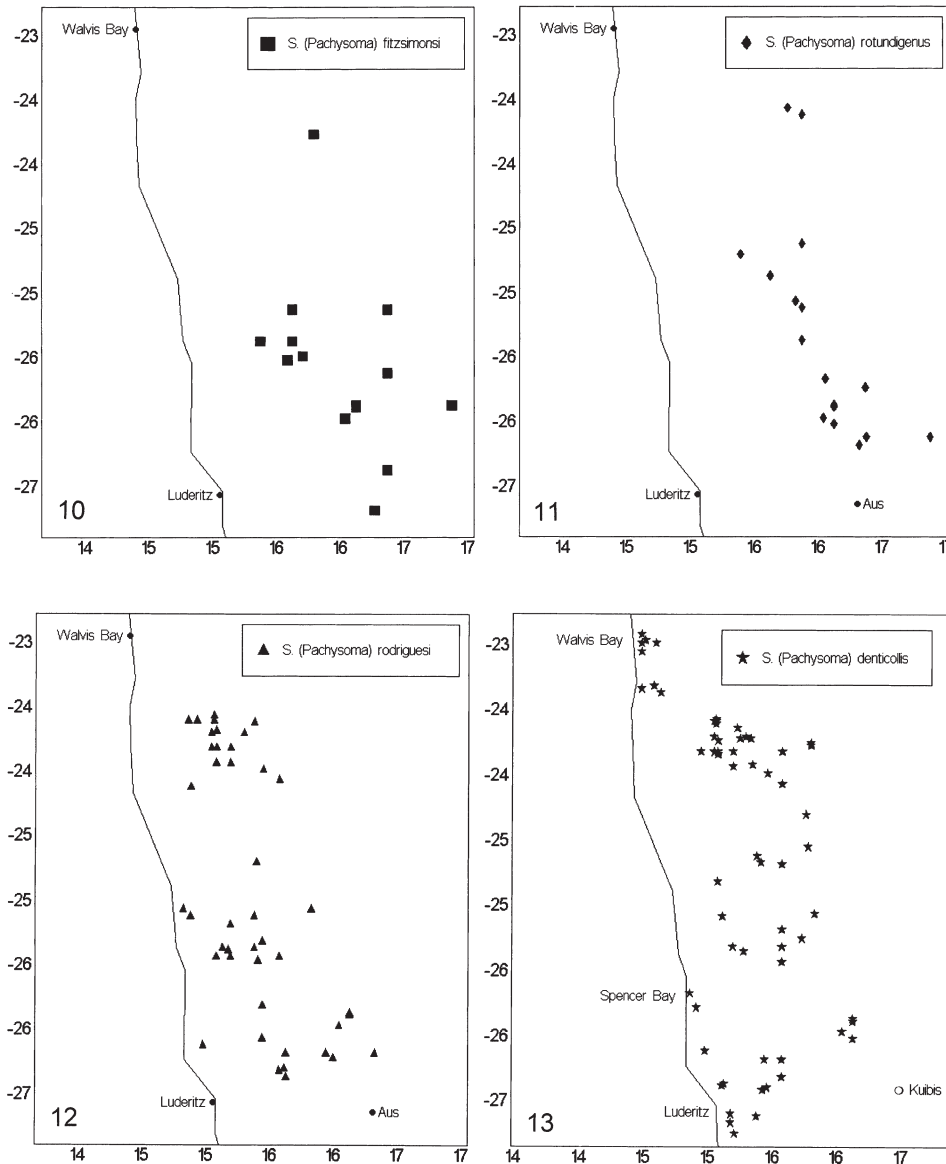 -23
Walvis Bay
S. (Pachysoma) fitzsimonsi
-24
-24
-25
-25
-26
-26
-27
Luderitz
10
14 15 15 16 16 17 17
-23
Walvis Bay
S. (Pachysoma) rotundigenus
-24
-24
-25
-25
-26
-26
-27
Luderitz
Aus
11
14 15 15 16 16 17 17
-23
Walvis Bay
S. (Pachysoma) rodriguesi
-24
-24
-25
-25
-26
-26
-27
Luderitz
Aus
12
14 15 15 16 16 17 17
-23
Walvis Bay
S. (Pachysoma) denticollis
-24
-24
-25
-25
-26
Spencer Bay
-26
-27
Kuibis
Luderitz
13
14 14 15 15 16 16 17 17